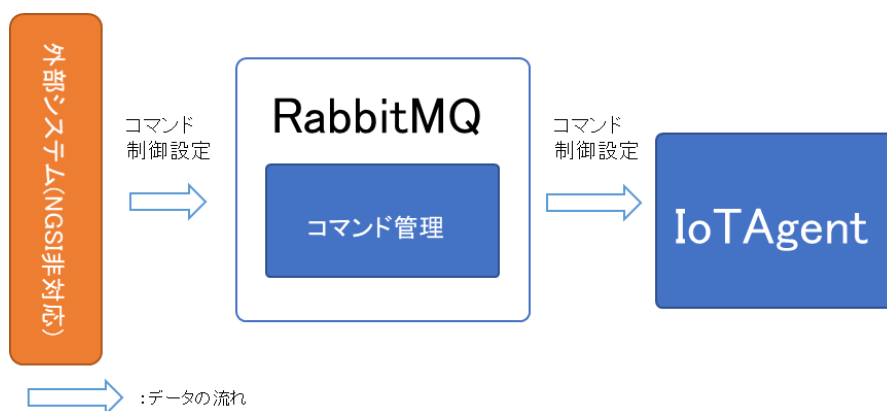 外部システム(NGSI非対応)
コマンド
制御設定
RabbitMQ
コマンド管理
コマンド
制御設定
IoTAgent
:データの流れ